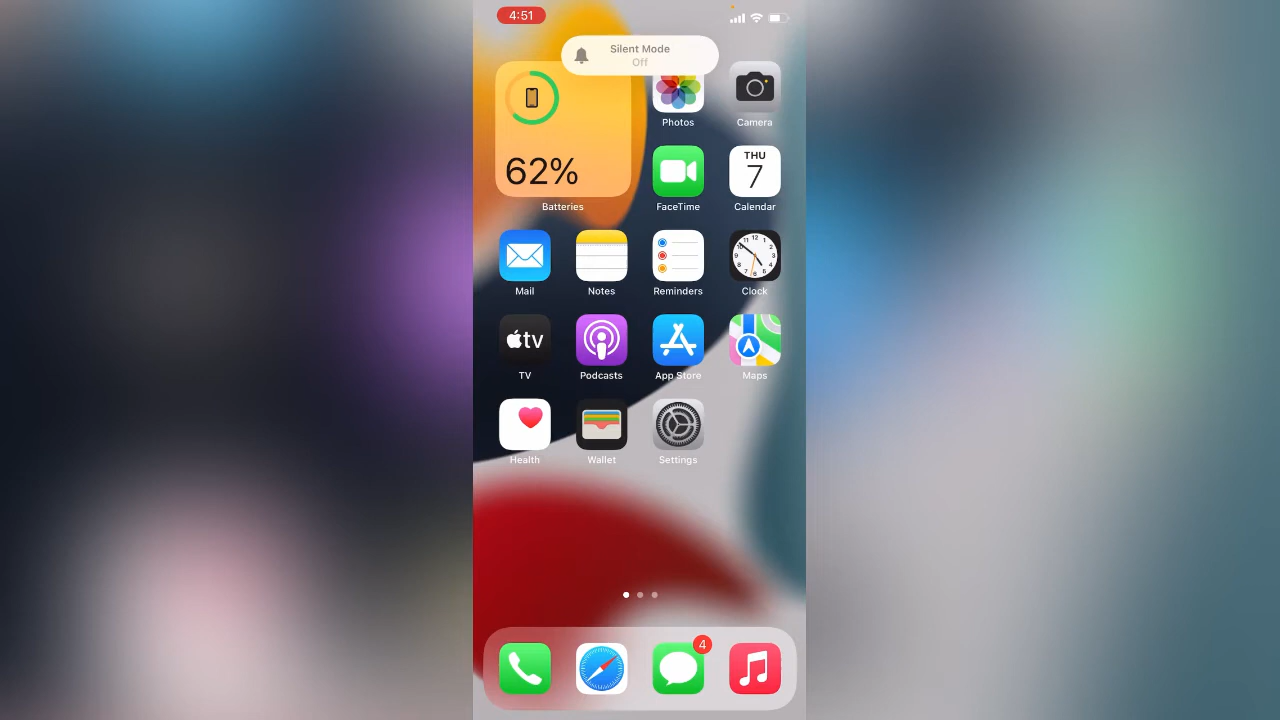 4:51
Silent Mode
Off
62%
Batteries
Photos
Camera
THU
7
FaceTime
Calendar
Mail
Notes
Reminders
Clock
tv
TV
Podcasts
App Store
Maps
Health
Wallet
Settings
4